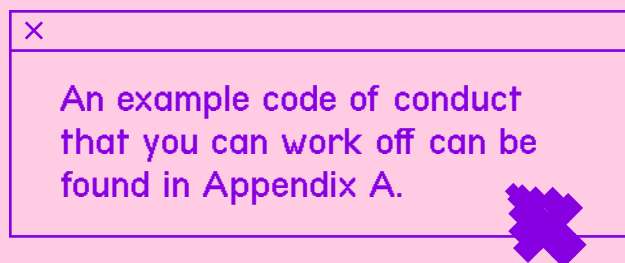 An example code of conduct
that you can work off can be
found in Appendix A.